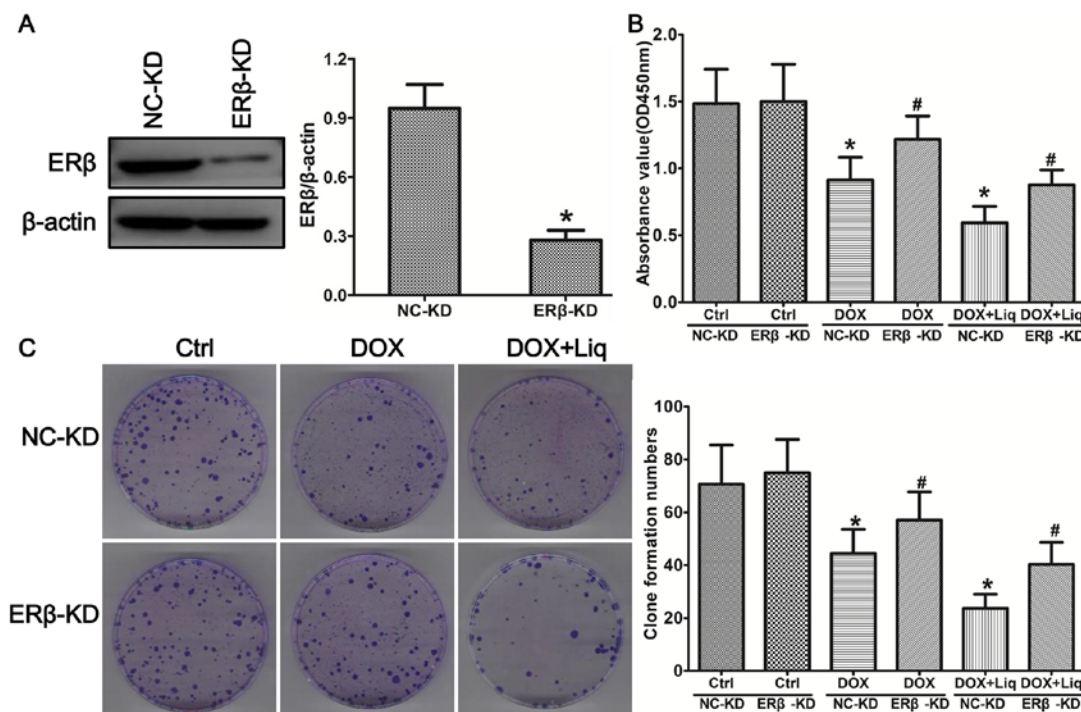 A
NC-KD
ERβ-KD
ERβ
β-actin
ERβ/β-actin
1.2
0.9
0.6
0.3
0.0
*
NC-KD
ERβ-KD
B
Absorbance value(OD450nm)
2.0
1.5
1.0
0.5
0.0
* # * #
Ctrl Ctrl DOX DOX DOX+Liq DOX+Liq
NC-KD ERβ -KD NC-KD ERβ -KD NC-KD ERβ -KD
C
Ctrl DOX DOX+Liq
NC-KD
ERβ-KD
Clone formation numbers
100
80
60
40
20
0
* # * #
Ctrl Ctrl DOX DOX DOX+Liq DOX+Liq
NC-KD ERβ -KD NC-KD ERβ -KD NC-KD ERβ -KD